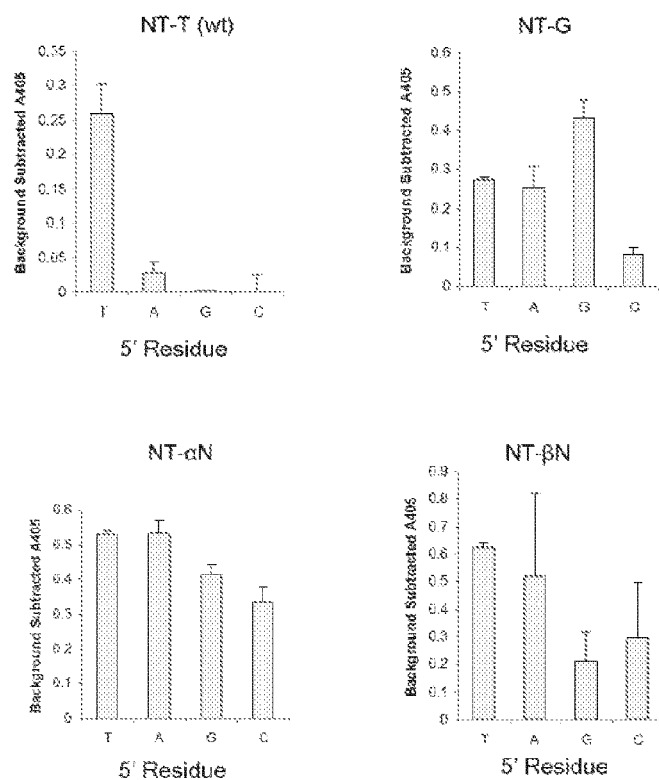 NT-T (wt)
Background Subtracted A405
0.35
0.3
0.25
0.2
0.15
0.1
0.05
0
T
A
G
C
5' Residue
NT-G
Background Subtracted A405
0.6
0.5
0.4
0.3
0.2
0.1
0
T
A
G
C
5' Residue
NT-αN
Background Subtracted A405
0.6
0.5
0.4
0.3
0.2
0.1
0
T
A
G
C
5' Residue
NT-βN
Background Subtracted A405
0.9
0.8
0.7
0.6
0.5
0.4
0.3
0.2
0.1
0
T
A
G
C
5' Residue